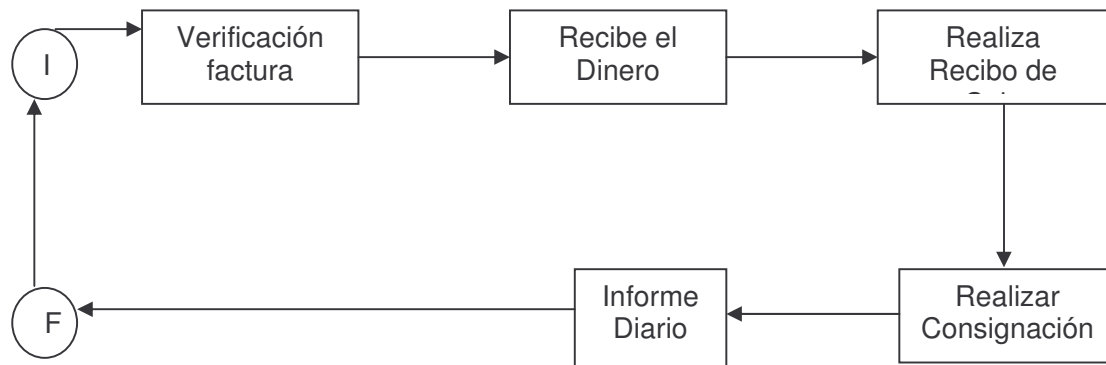 I
Verificación
factura
Recibe el
Dinero
Realiza
Recibo de
Realizar
Consignación
Informe
Diario
F